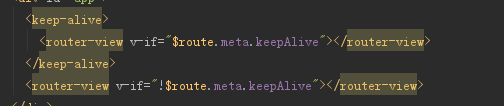 <keep-alive>
<router-view v-if="$route.meta.keepAlive"></router-view>
</keep-alive>
<router-view v-if="!$route.meta.keepAlive"></router-view>